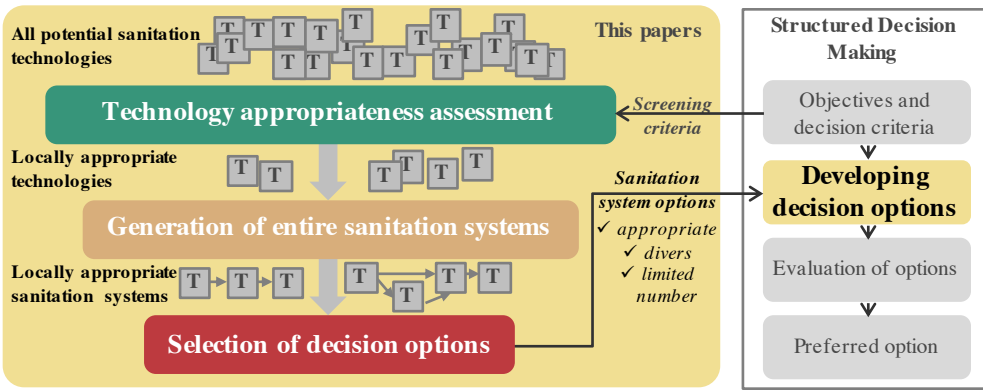 All potential sanitation
technologies
T T T T T T T T
T T T T T T T
This papers
Technology appropriateness assessment
Screening
criteria
Locally appropriate
technologies
T T T T T T
Generation of entire sanitation systems
Locally appropriate
sanitation systems
T T T T T T T
Selection of decision options
Sanitation
system options
✓ appropriate
✓ divers
✓ limited
number
Structured Decision
Making
Objectives and
decision criteria
Developing
decision options
Evaluation of options
Preferred option